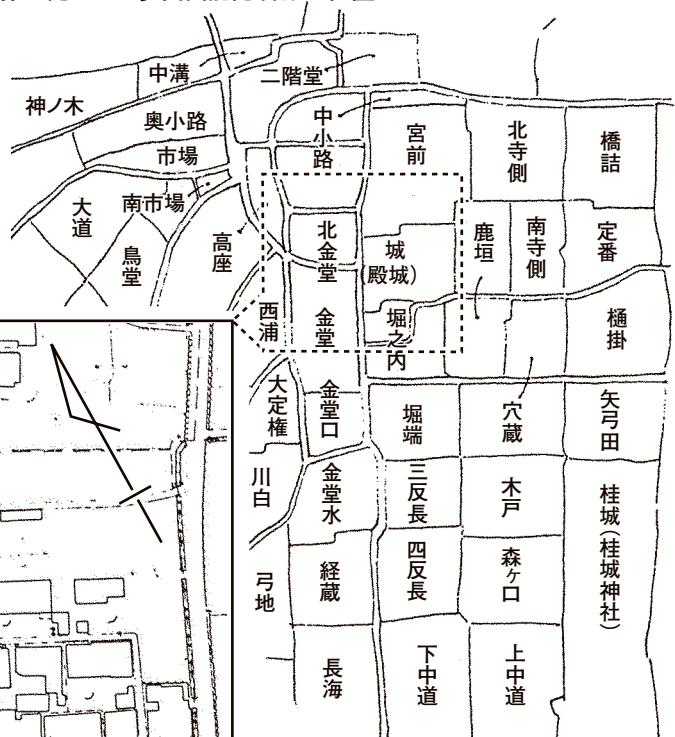 中溝
二階堂
神ノ木
奥小路
中小路
宮前
北寺側
橋詰
市場
南市場
大道
鳥堂
高座
北金堂
城
殿城)
鹿垣
南寺側
定番
西浦
金堂
堀之内
樋掛
大定権
金堂口
堀端
穴蔵
矢弓田
川白
金堂水
三反長
木戸
桂城(桂城神社)
弓地
経蔵
四反長
森ヶ口
長海
下中道
上中道